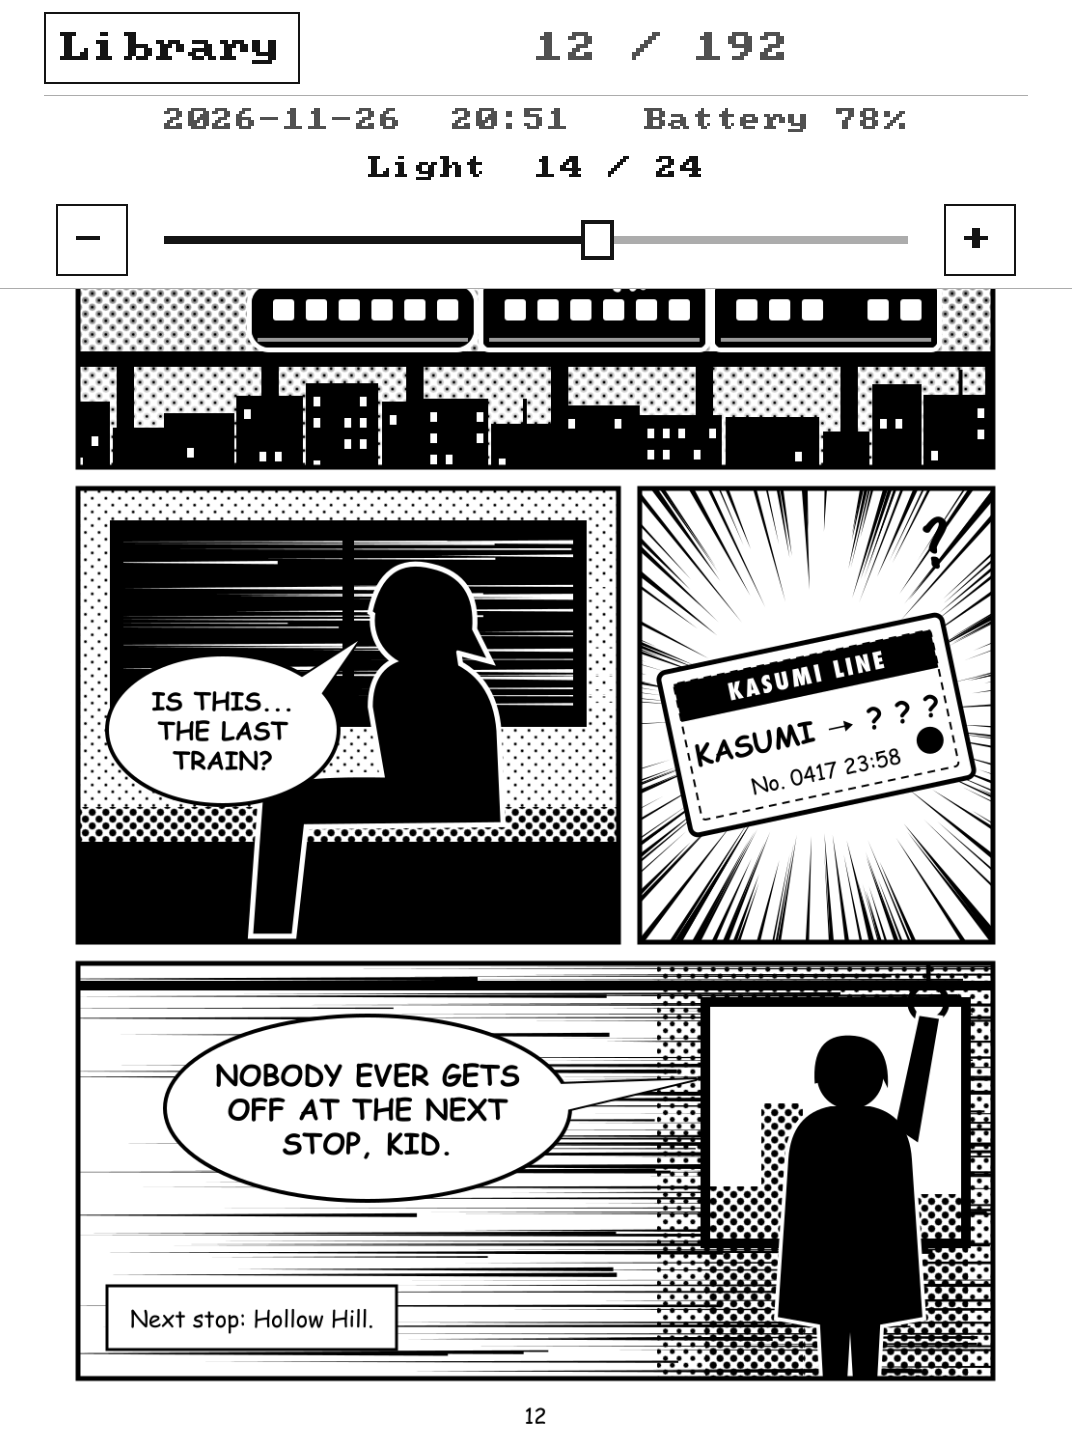 Library
12 / 192
2026-11-26 20:51 Battery 78%
Light 14 / 24
− +
IS THIS...
THE LAST
TRAIN?
?
KASUMI LINE
KASUMI → ? ? ?
No. 0417 23:58
NOBODY EVER GETS
OFF AT THE NEXT
STOP, KID.
Next stop: Hollow Hill.
12